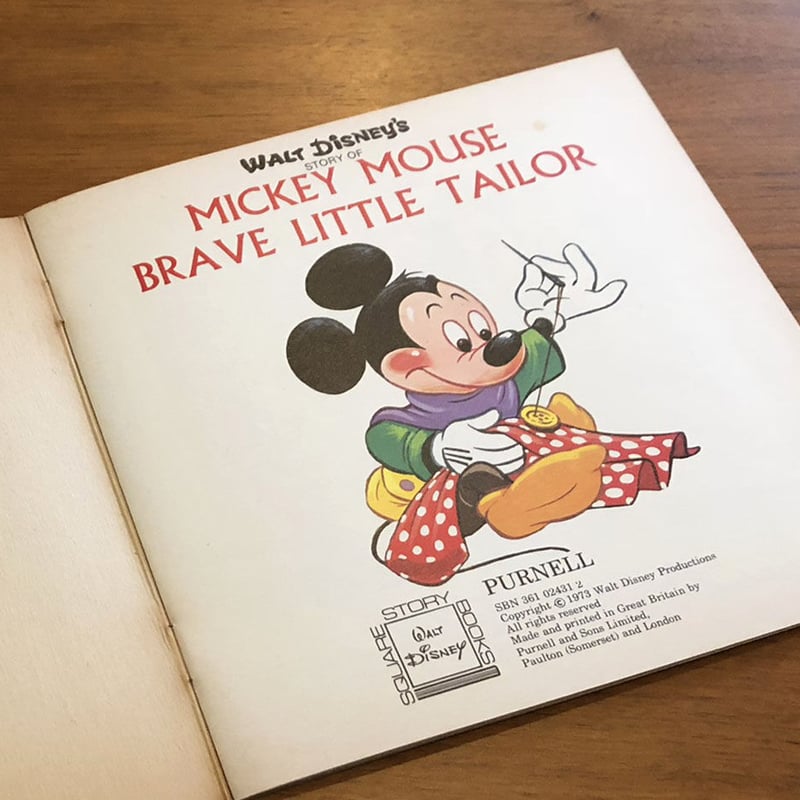 WALT DISNEY'S
STORY OF
MICKEY MOUSE
BRAVE LITTLE TAILOR
SQUARE STORY BOOKS
WALT
DISNEY
PURNELL
SBN 361 02431 2
Copyright © 1973 Walt Disney Productions
All rights reserved
Made and printed in Great Britain by
Purnell and Sons Limited,
Paulton (Somerset) and London